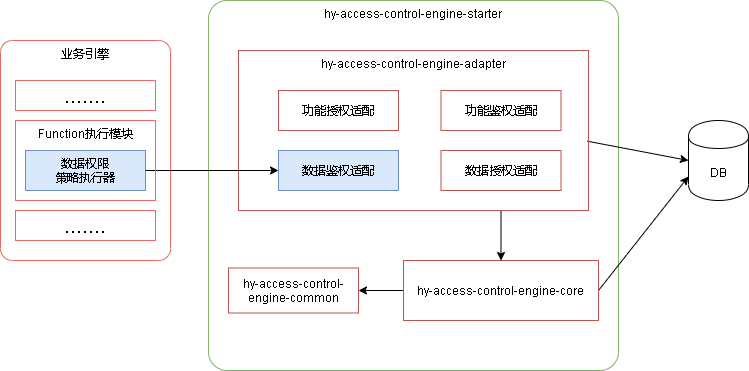 hy-access-control-engine-starter
业务引擎
.......
Function执行模块
数据权限
策略执行器
.......
hy-access-control-engine-adapter
功能授权适配
功能鉴权适配
数据鉴权适配
数据授权适配
hy-access-control-
engine-common
hy-access-control-engine-core
DB